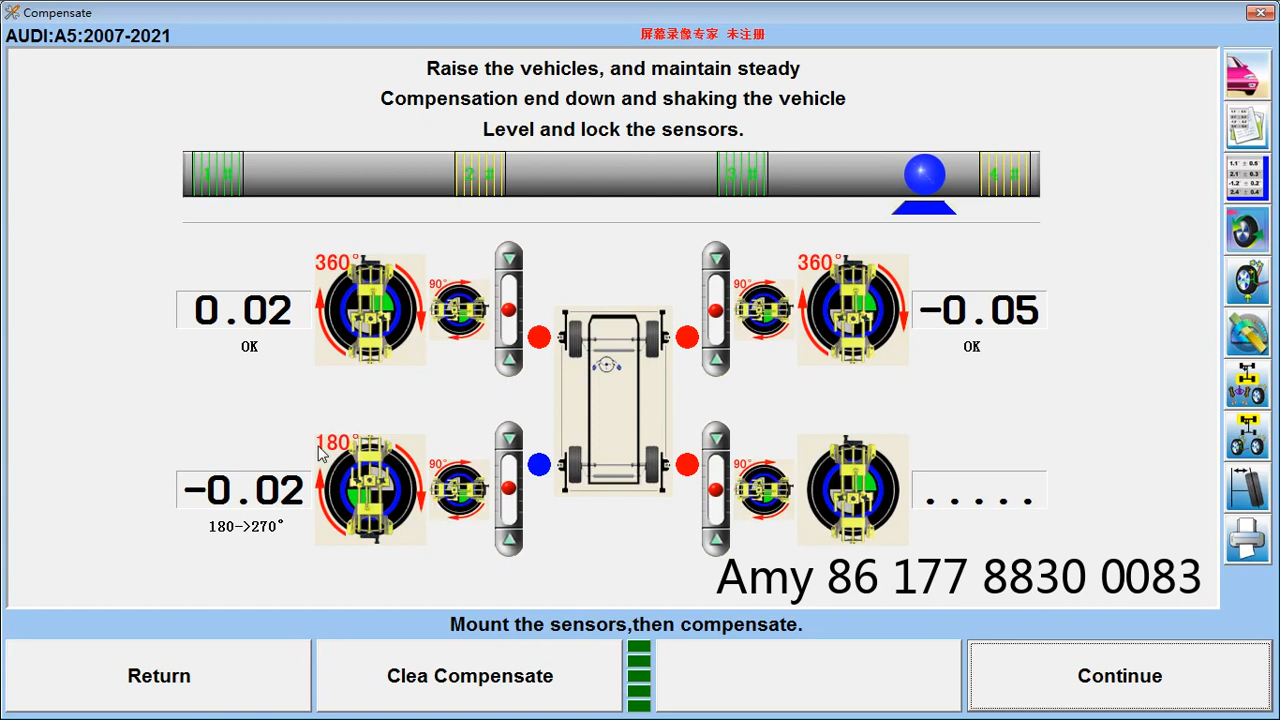 Compensate
AUDI:A5:2007-2021
屏幕录像专家 未注册
Raise the vehicles, and maintain steady
Compensation end down and shaking the vehicle
Level and lock the sensors.
1 #
2 #
3 #
4 #
360°
90°
90°
360°
0.02
-0.05
OK
OK
180°
90°
90°
-0.02
.....
180->270°
Amy 86 177 8830 0083
Mount the sensors,then compensate.
Return
Clea Compensate
Continue